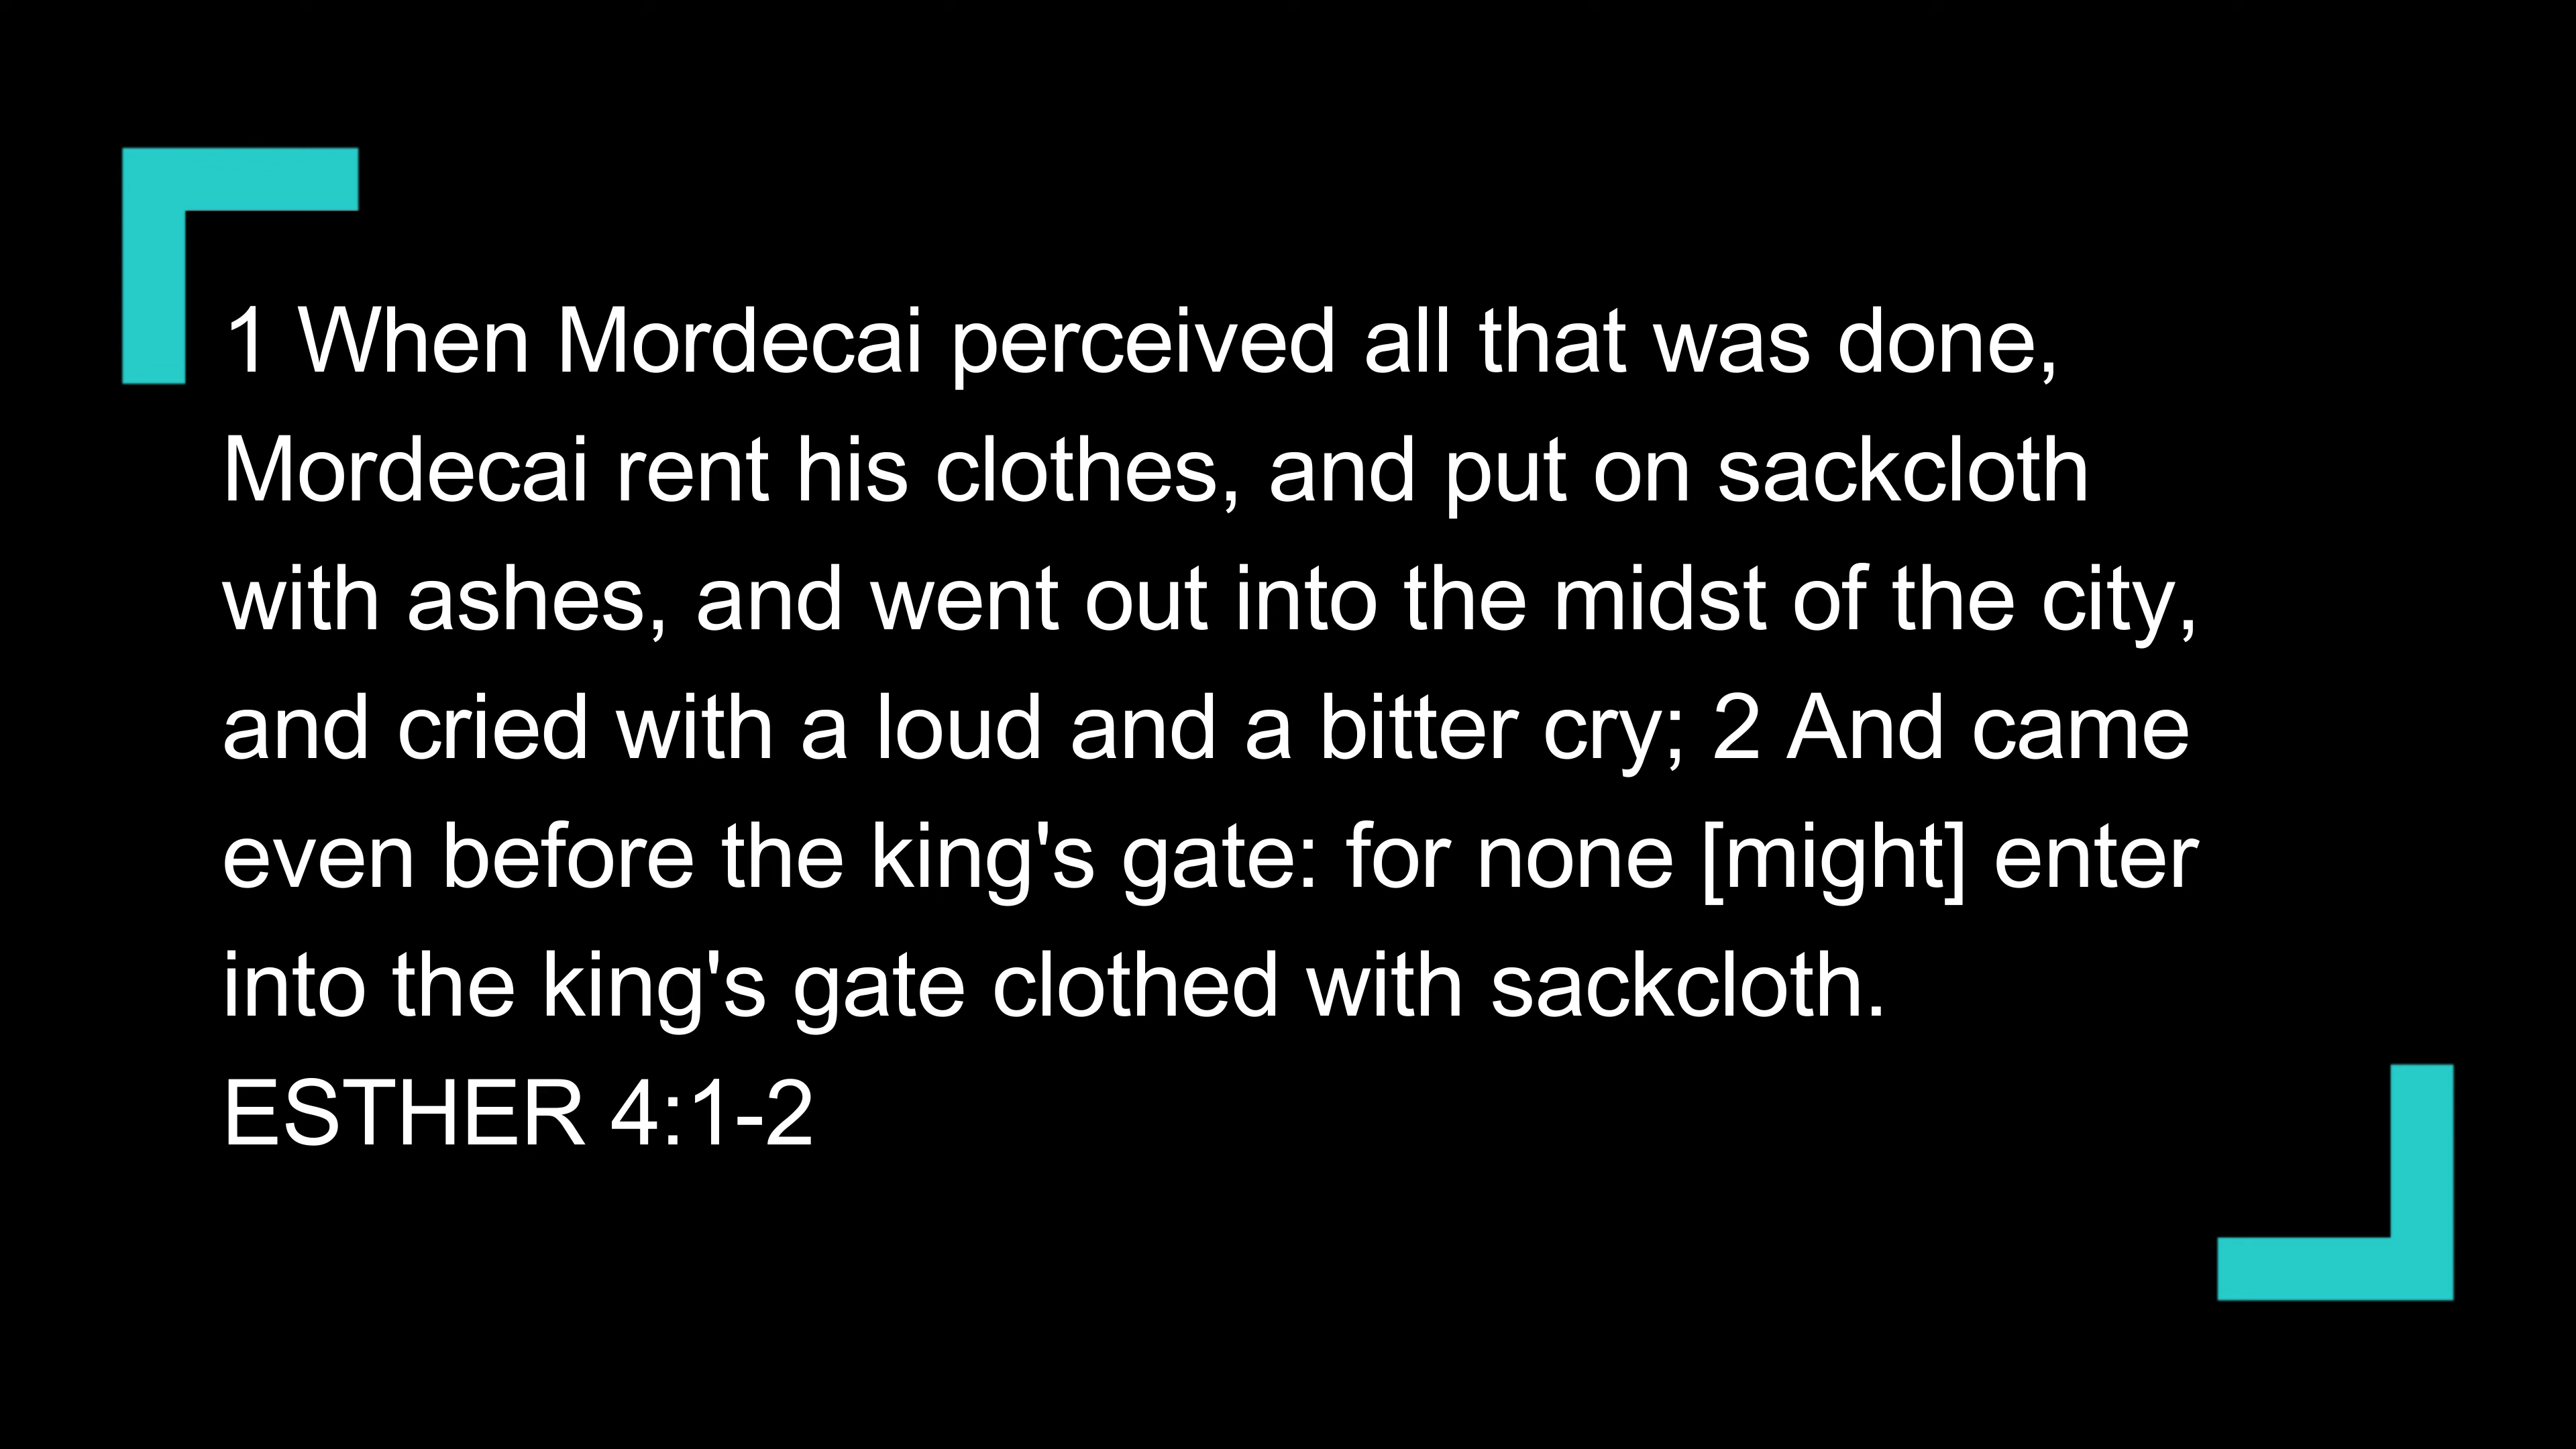 1 When Mordecai perceived all that was done,
Mordecai rent his clothes, and put on sackcloth
with ashes, and went out into the midst of the city,
and cried with a loud and a bitter cry; 2 And came
even before the king's gate: for none [might] enter
into the king's gate clothed with sackcloth.
ESTHER 4:1-2